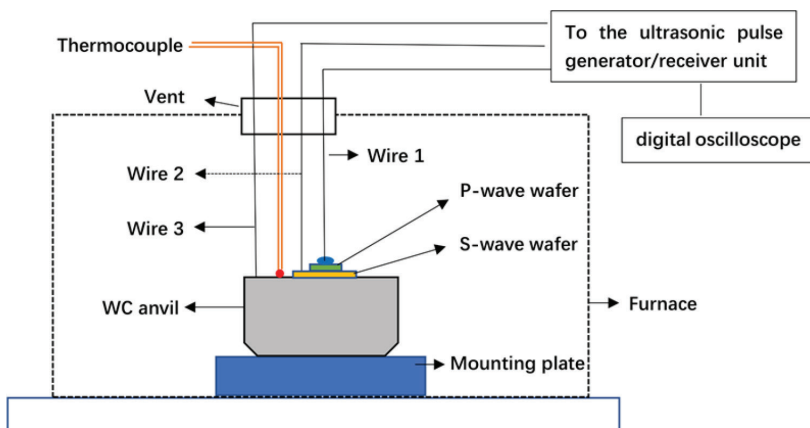 To the ultrasonic pulse
generator/receiver unit
Thermocouple
Vent
digital oscilloscope
Wire 1
Wire 2
P-wave wafer
Wire 3
S-wave wafer
WC anvil
Furnace
Mounting plate